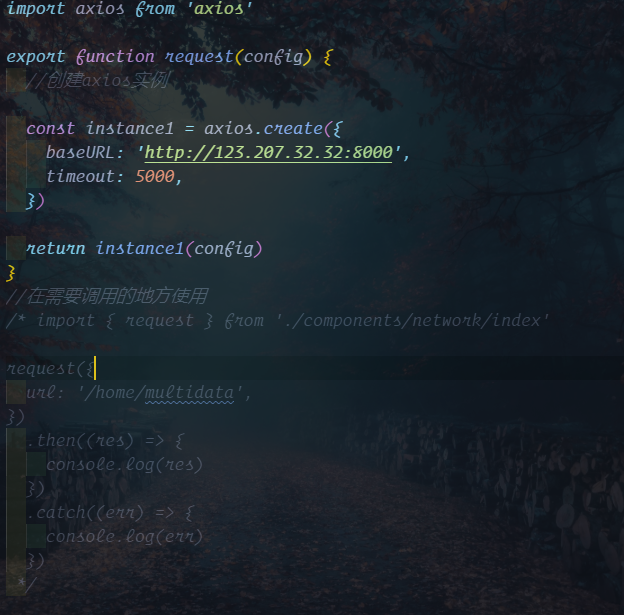 import axios from 'axios'
export function request(config) {
//创建axios实例
const instance1 = axios.create({
baseURL: 'http://123.207.32.32:8000',
timeout: 5000,
})
return instance1(config)
}
//在需要调用的地方使用
/* import { request } from './components/network/index'
request({
url: '/home/multidata',
})
.then((res) => {
console.log(res)
})
.catch((err) => {
console.log(err)
})
*/